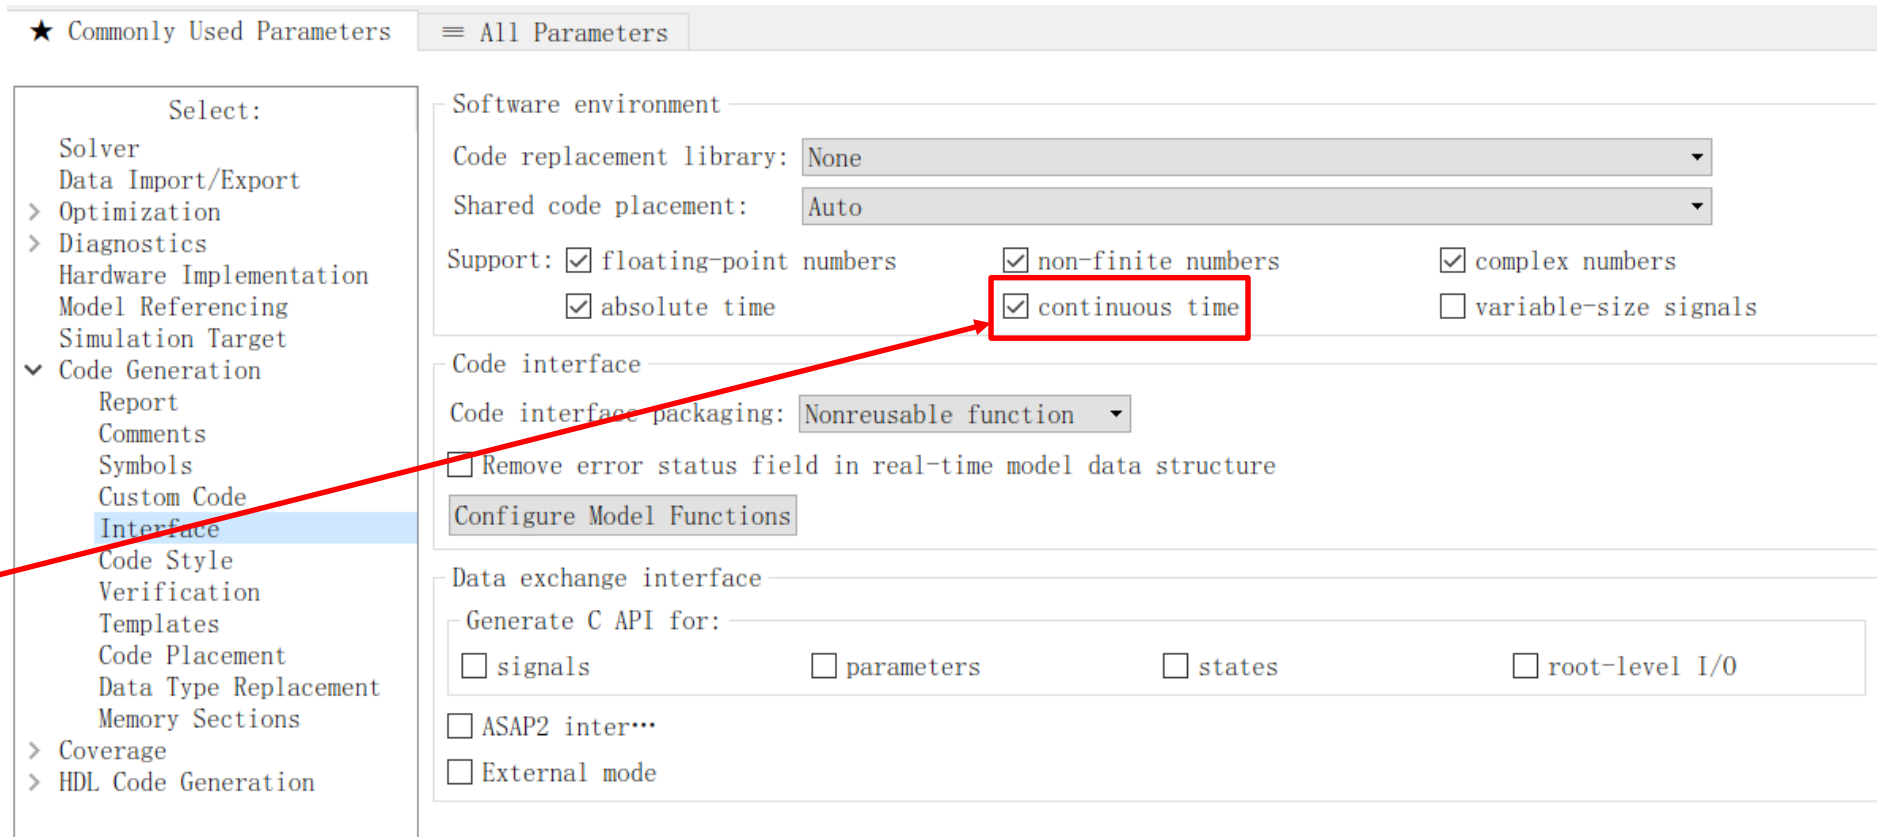 ★ Commonly Used Parameters
≡ All Parameters
Select:
Solver
Data Import/Export
Optimization
Diagnostics
Hardware Implementation
Model Referencing
Simulation Target
Code Generation
Report
Comments
Symbols
Custom Code
Interface
Code Style
Verification
Templates
Code Placement
Data Type Replacement
Memory Sections
Coverage
HDL Code Generation
Software environment
Code replacement library: None
Shared code placement: Auto
Support: floating-point numbers non-finite numbers complex numbers
absolute time continuous time variable-size signals
Code interface
Code interface packaging: Nonreusable function
Remove error status field in real-time model data structure
Configure Model Functions
Data exchange interface
Generate C API for:
signals parameters states root-level I/O
ASAP2 inter…
External mode